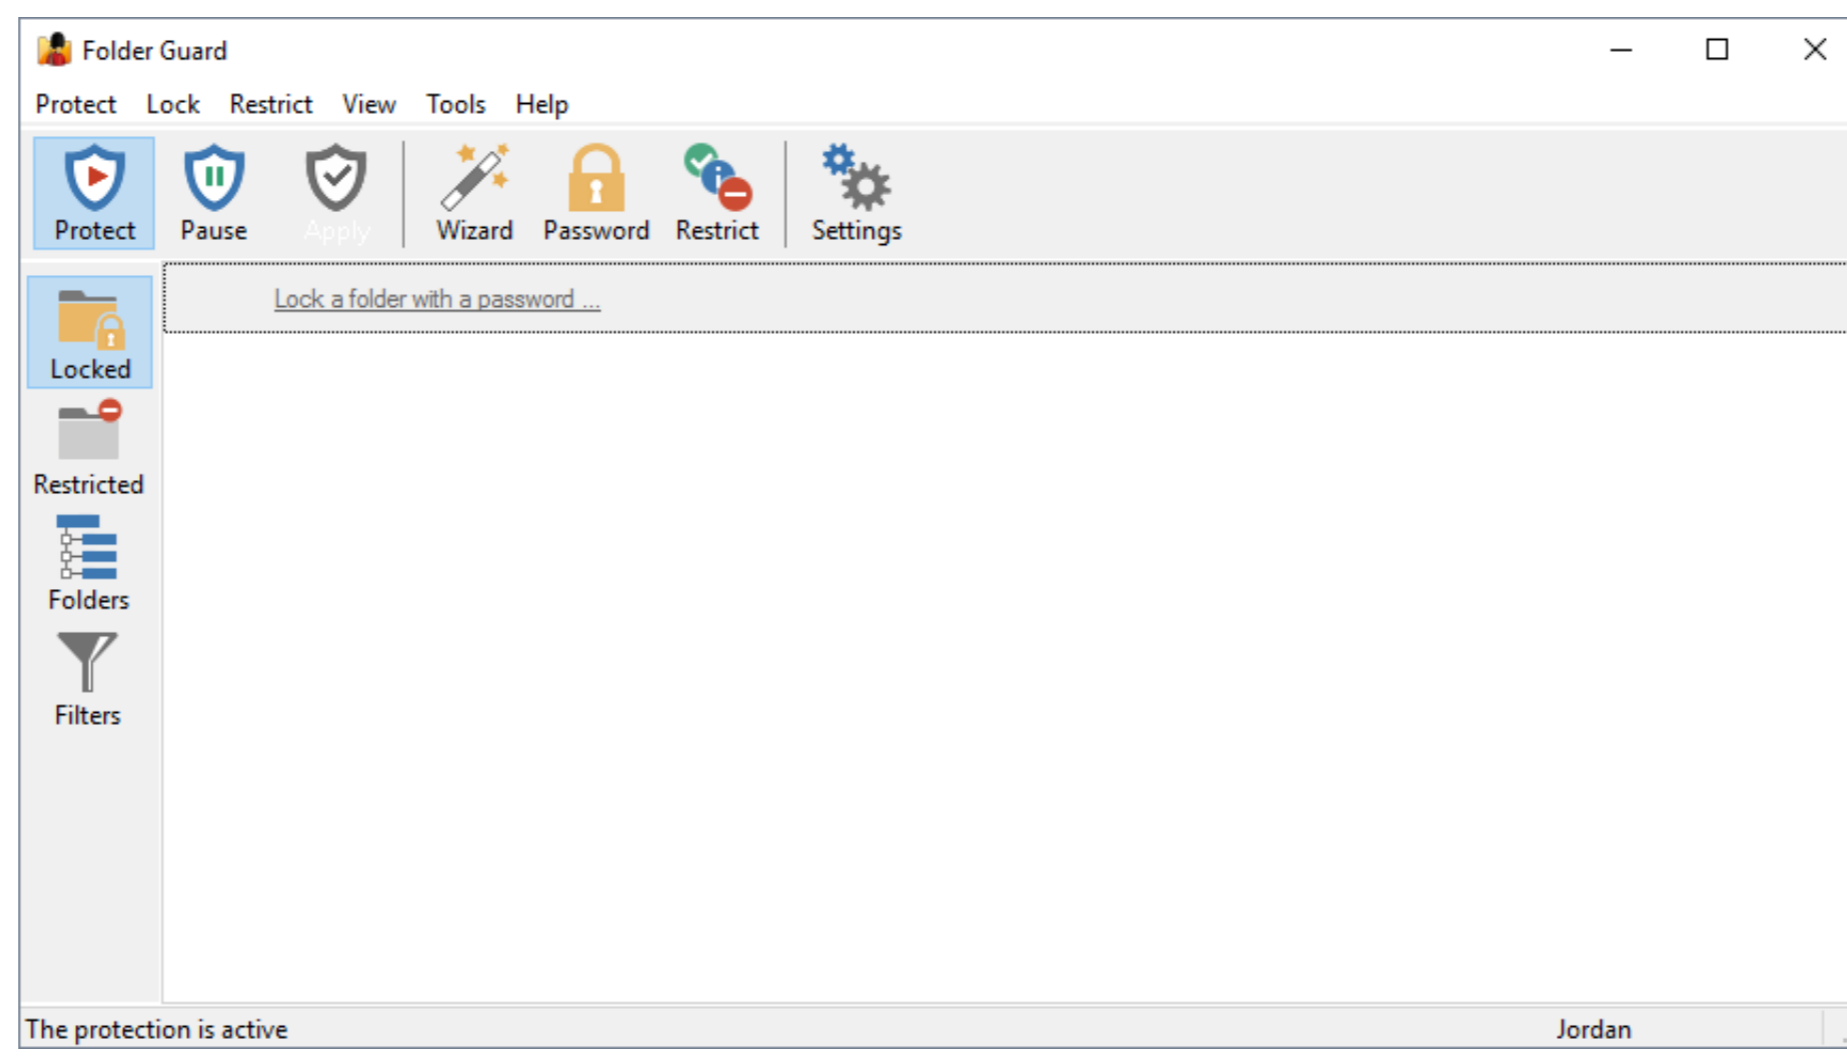 Folder Guard
Protect Lock Restrict View Tools Help
Protect Pause Apply Wizard Password Restrict Settings
Lock a folder with a password ...
Locked
Restricted
Folders
Filters
The protection is active Jordan